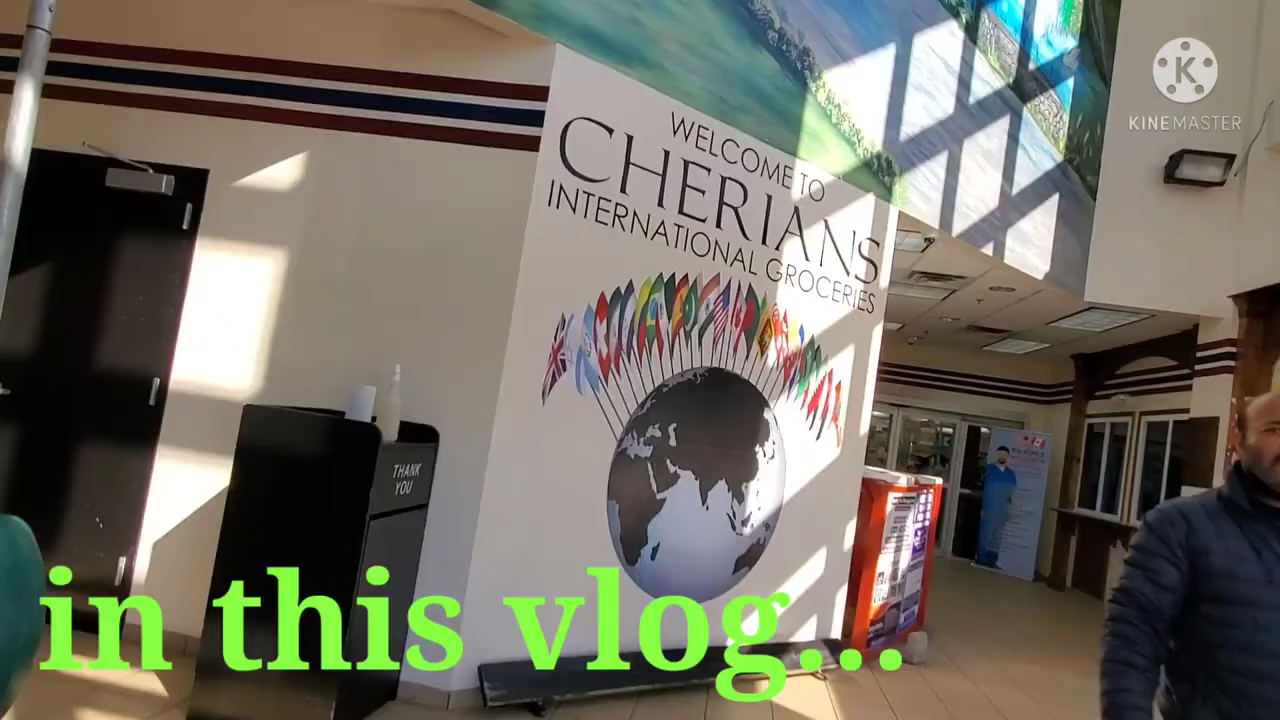 K
KINEMASTER
WELCOME TO
CHERIANS
INTERNATIONAL GROCERIES
THANK
YOU
in this vlog...